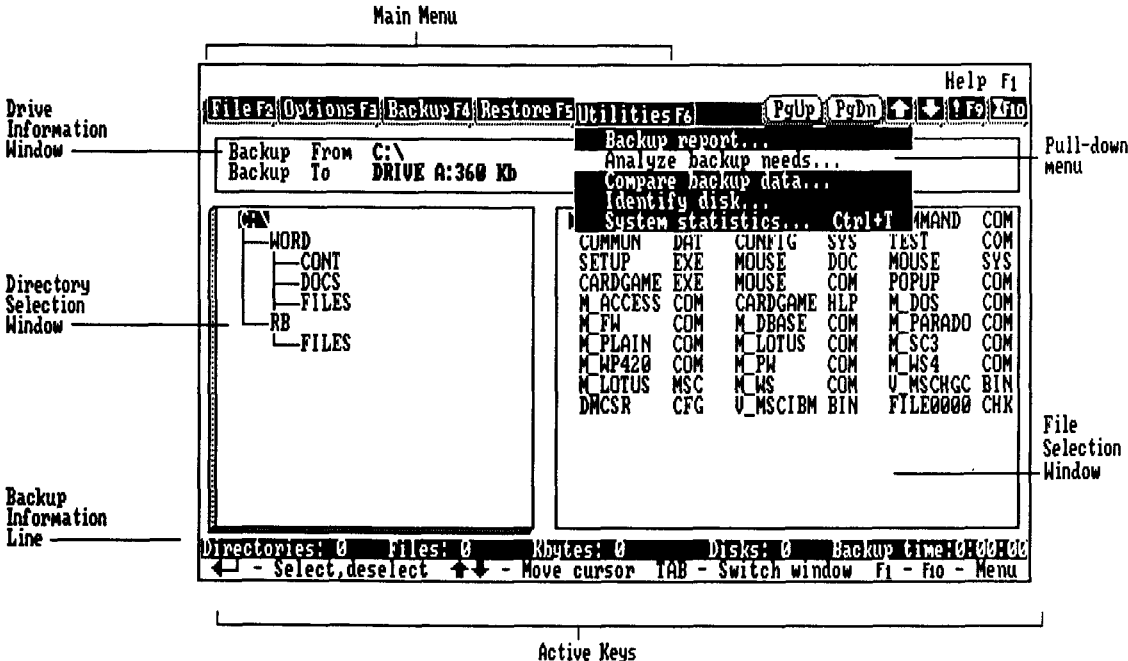 Main Menu
Help F1
File F2 Options F3 Backup F4 Restore F5 Utilities F6 PgUp PgDn ! F9 F10
Drive
Information
Window
Backup From C:\
Backup To DRIVE A:360 Kb
Backup report...
Analyze backup needs...
Compare backup data...
Identify disk...
System statistics... Ctrl+T
Pull-down
menu
C:\
WORD
CONT
DOCS
FILES
RB
FILES
Directory
Selection
Window
MMAND COM
COMMUN DAT CONFIG SYS TEST COM
SETUP EXE MOUSE DOC MOUSE SYS
CARDGAME EXE MOUSE COM POPUP COM
M_ACCESS COM CARDGAME HLP M_DOS COM
M_FW COM M_DBASE COM M_PARADO COM
M_PLAIN COM M_LOTUS COM M_SC3 COM
M_WP420 COM M_PW COM M_WS4 COM
M_LOTUS MSC M_WS COM V_MSCHGC BIN
DMCSR CFG V_MSCIBM BIN FILE0000 CHK
File
Selection
Window
Backup
Information
Line
Directories: 0 Files: 0 Kbytes: 0 Disks: 0 Backup time:0:00:00
- Select,deselect - Move cursor TAB - Switch window F1 - F10 - Menu
Active Keys